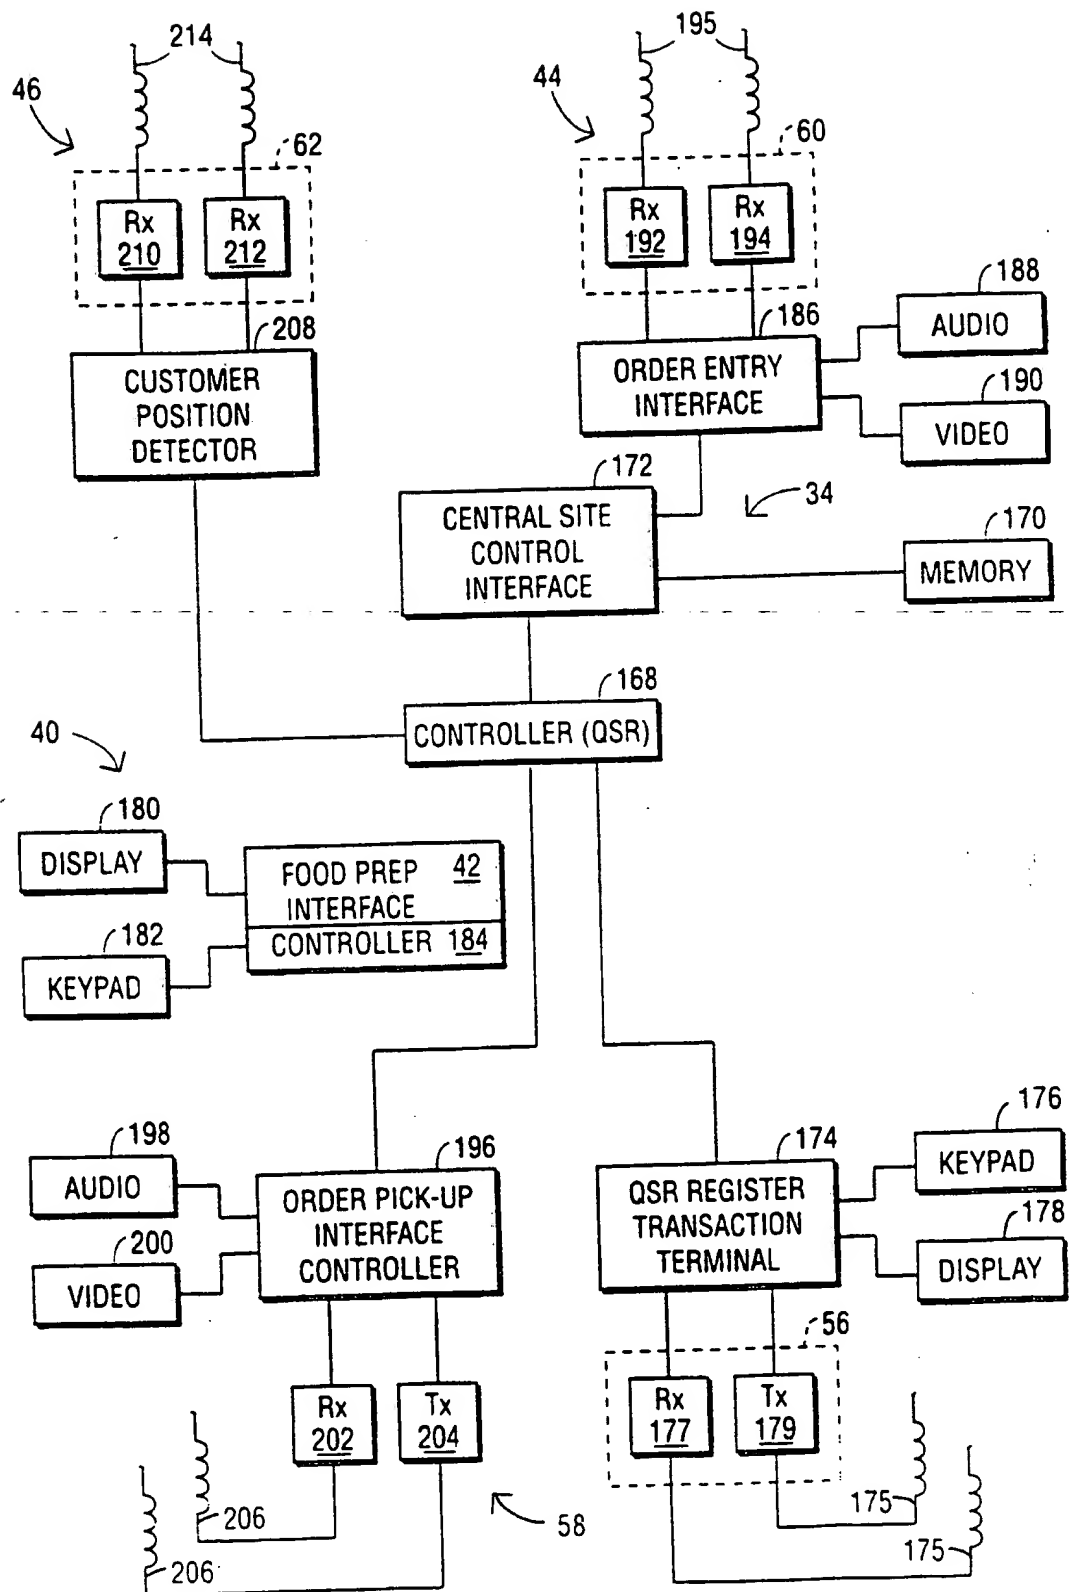 214
195
46
44
62
60
Rx
210
Rx
212
Rx
192
Rx
194
208
186
188
AUDIO
CUSTOMER
POSITION
DETECTOR
ORDER ENTRY
INTERFACE
190
VIDEO
172
34
CENTRAL SITE
CONTROL
INTERFACE
170
MEMORY
168
CONTROLLER (QSR)
40
180
DISPLAY
FOOD PREP 42
INTERFACE
CONTROLLER 184
182
KEYPAD
198
AUDIO
196
ORDER PICK-UP
INTERFACE
CONTROLLER
200
VIDEO
174
QSR REGISTER
TRANSACTION
TERMINAL
176
KEYPAD
178
DISPLAY
56
Rx
202
Tx
204
Rx
177
Tx
179
206
206
58
175
175